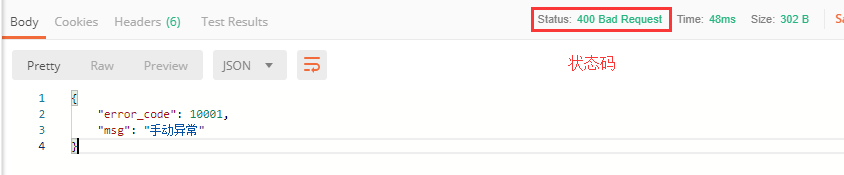 Body Cookies Headers (6) Test Results Status: 400 Bad Request Time: 48ms Size: 302 B
Pretty Raw Preview JSON 状态码
1 {
2 "error_code": 10001,
3 "msg": "手动异常"
4 }